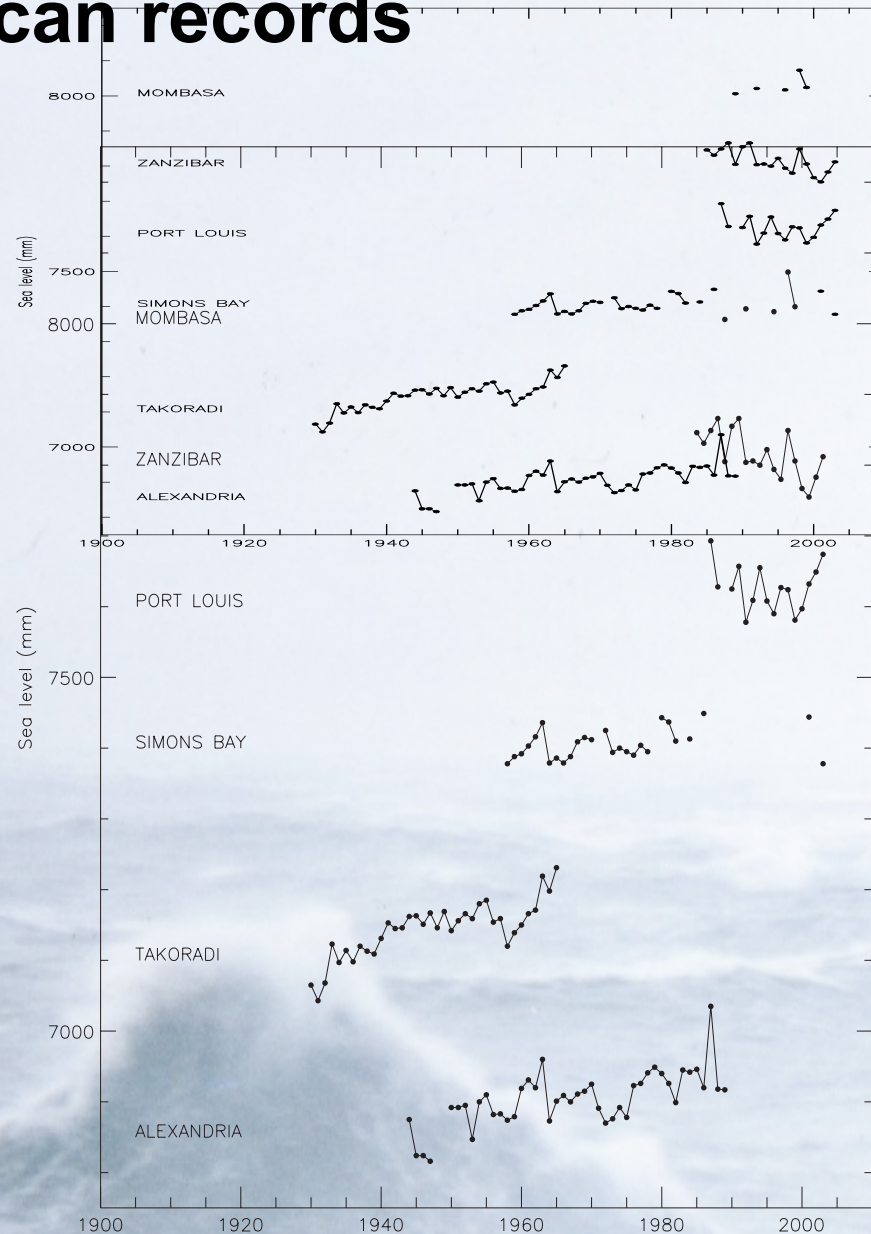 can records
8000 MOMBASA
ZANZIBAR
PORT LOUIS
Sea level (mm)
7500
SIMONS BAY
MOMBASA
8000
TAKORADI
7000
ZANZIBAR
ALEXANDRIA
1900 1920 1940 1960 1980 2000
PORT LOUIS
Sea level (mm)
7500
SIMONS BAY
TAKORADI
7000
ALEXANDRIA
1900 1920 1940 1960 1980 2000